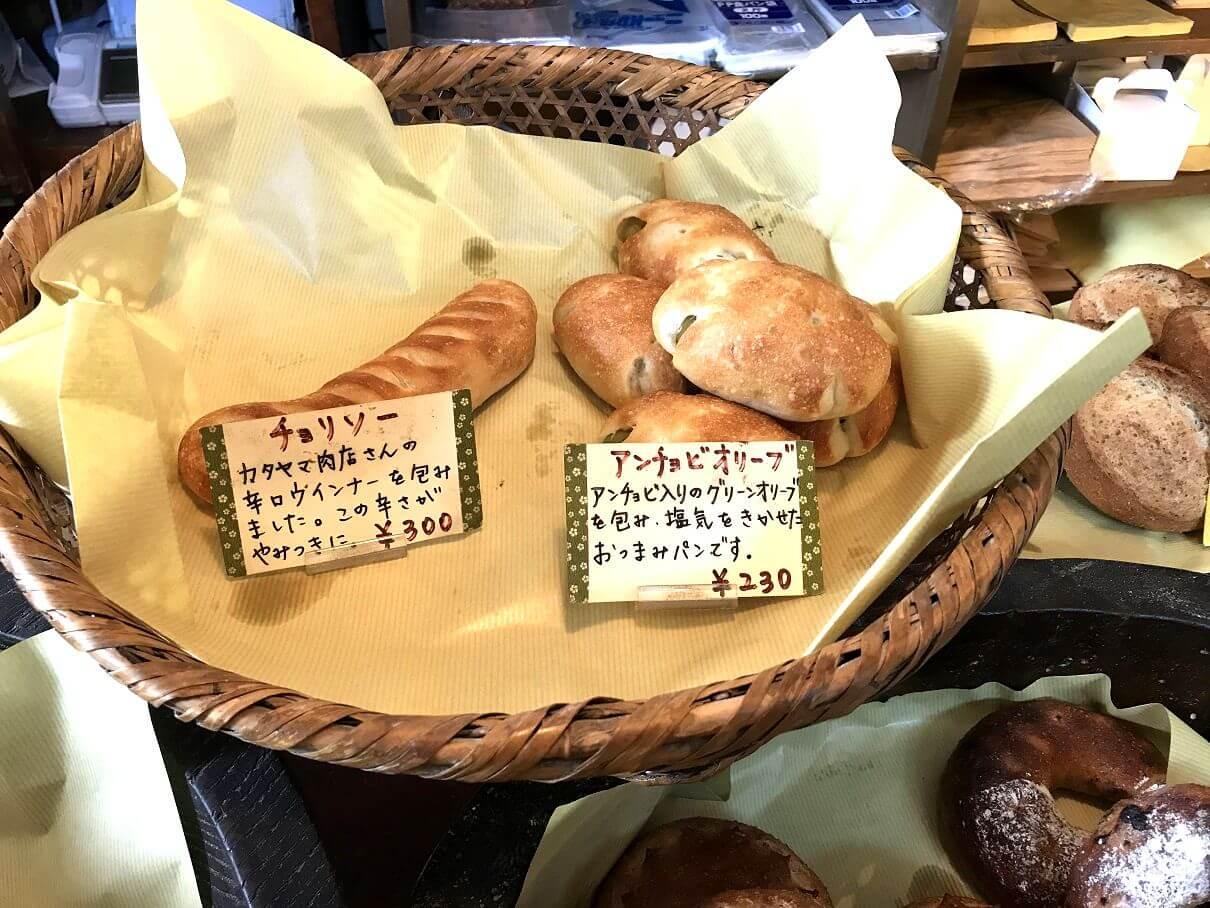 チョリソー
カタヤマ肉店さんの
辛口ウインナーを包み
ました。この辛さが
やみつきに。
¥300
アンチョビオリーブ
アンチョビ入りのグリーンオリーブ
を包み、塩気をきかせた
おつまみパンです。
¥230